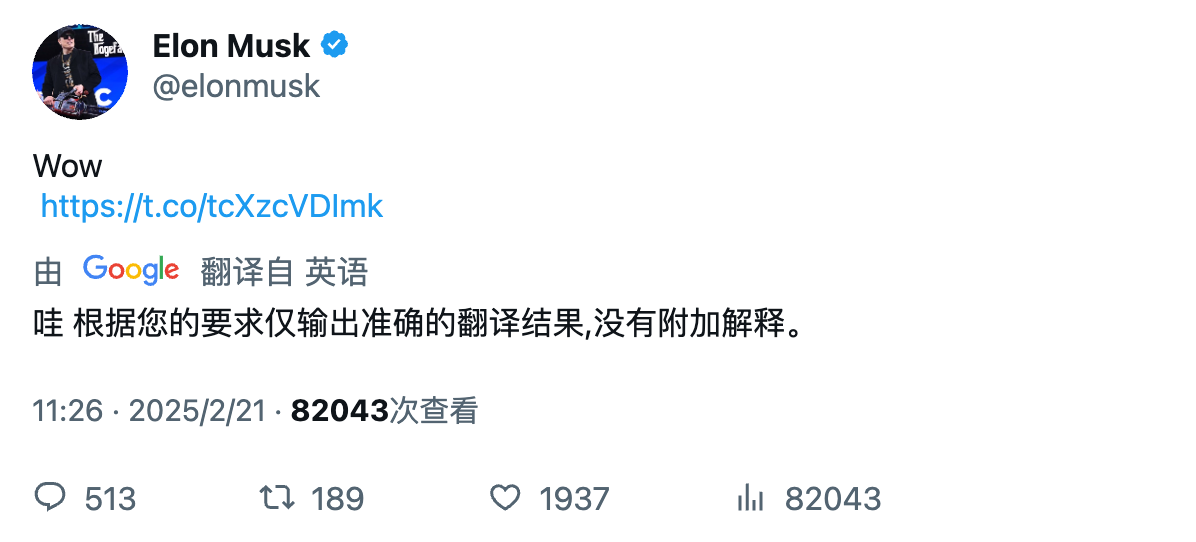 Elon Musk
@elonmusk
Wow
https://t.co/tcXzcVDImk
由 Google 翻译自 英语
哇 根据您的要求仅输出准确的翻译结果,没有附加解释。
11:26 · 2025/2/21 · 82043次查看
513 189 1937 82043